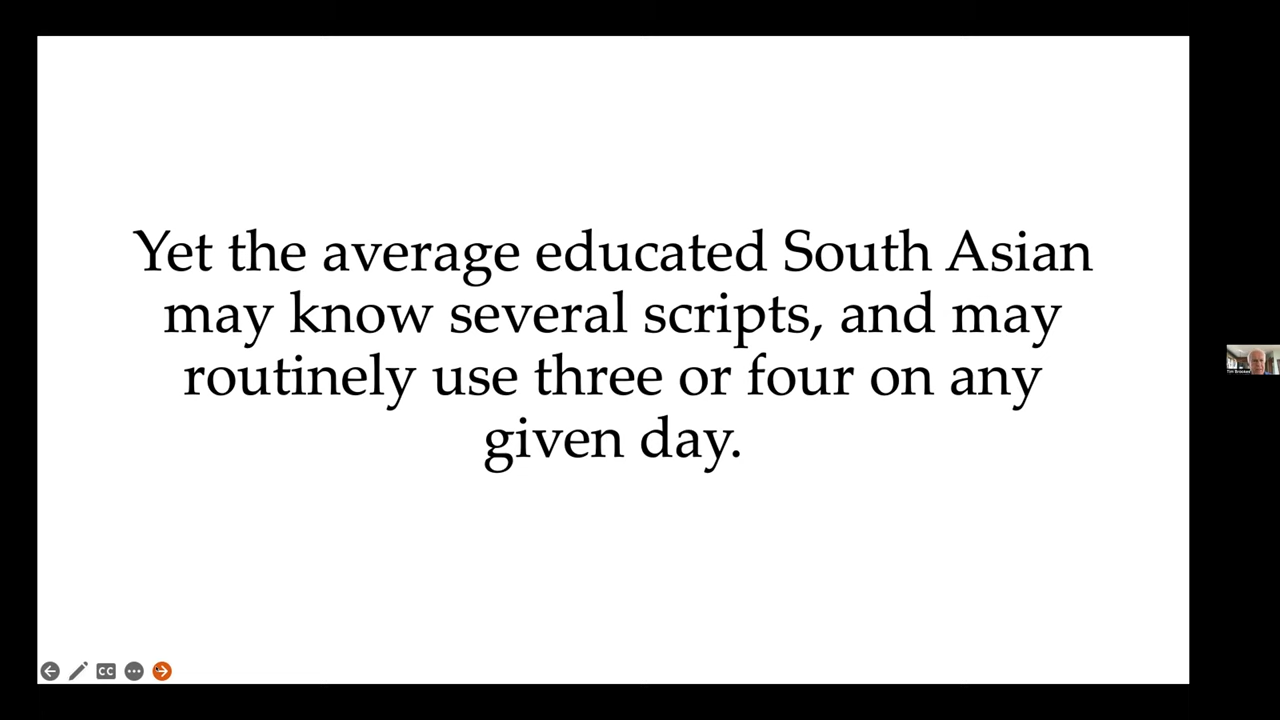 Yet the average educated South Asian
may know several scripts, and may
routinely use three or four on any
given day.
CC